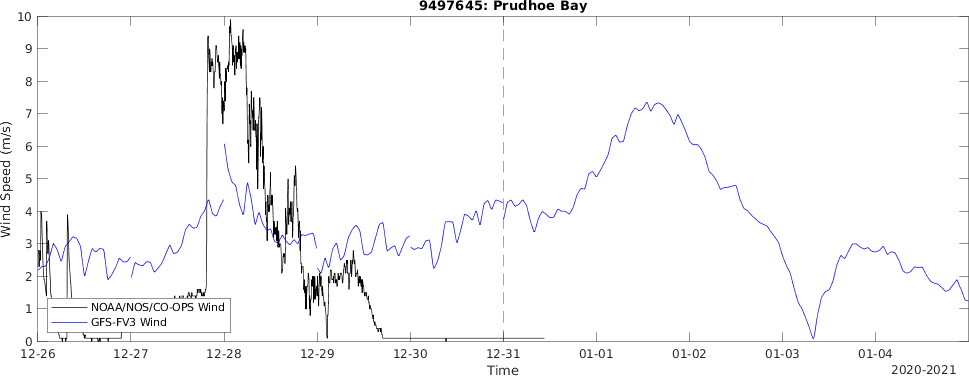 9497645: Prudhoe Bay
Wind Speed (m/s)
10
9
8
7
6
5
4
3
2
1
0
NOAA/NOS/CO-OPS Wind
GFS-FV3 Wind
12-26 12-27 12-28 12-29 12-30 12-31 01-01 01-02 01-03 01-04
Time
2020-2021